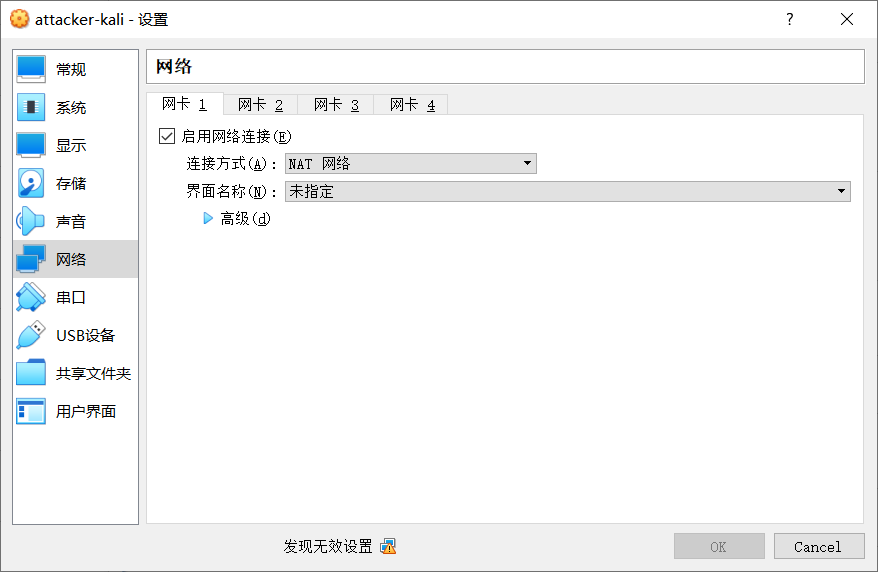 attacker-kali - 设置
?
常规
系统
显示
存储
声音
网络
串口
USB设备
共享文件夹
用户界面
网络
网卡 1
网卡 2
网卡 3
网卡 4
启用网络连接(E)
连接方式(A)：
NAT 网络
界面名称(N)：
未指定
高级(d)
发现无效设置
OK
Cancel